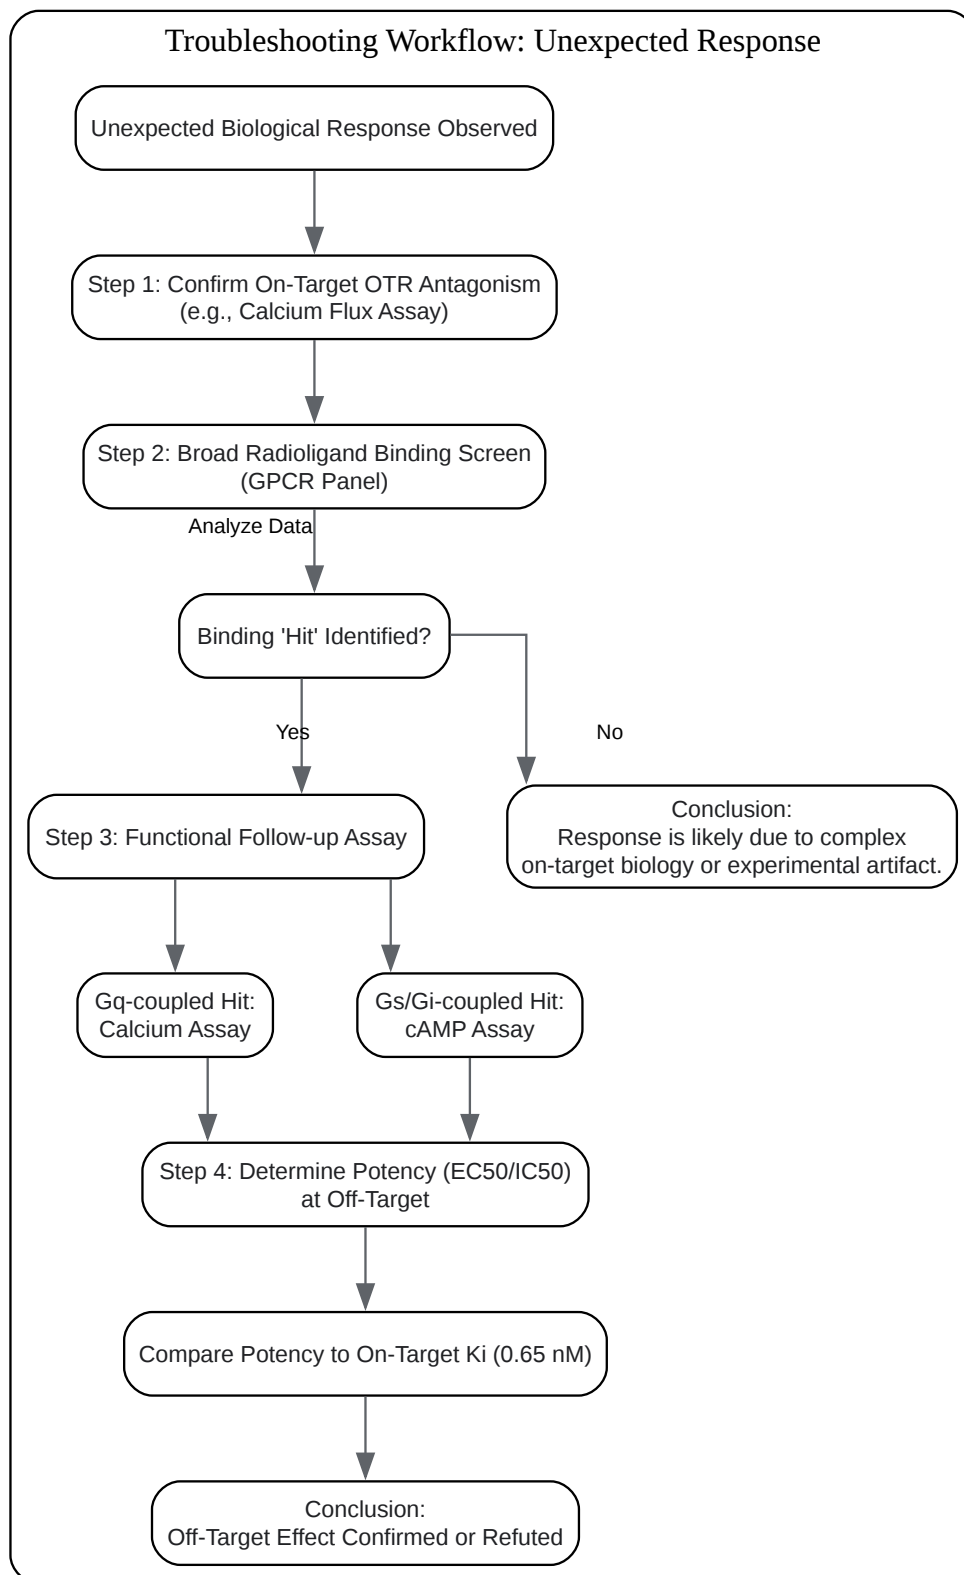 Troubleshooting Workflow: Unexpected Response
Unexpected Biological Response Observed
Step 1: Confirm On-Target OTR Antagonism
(e.g., Calcium Flux Assay)
Step 2: Broad Radioligand Binding Screen
(GPCR Panel)
Analyze Data
Binding 'Hit' Identified?
Yes
No
Step 3: Functional Follow-up Assay
Conclusion:
Response is likely due to complex
on-target biology or experimental artifact.
Gq-coupled Hit:
Calcium Assay
Gs/Gi-coupled Hit:
cAMP Assay
Step 4: Determine Potency (EC50/IC50)
at Off-Target
Compare Potency to On-Target Ki (0.65 nM)
Conclusion:
Off-Target Effect Confirmed or Refuted